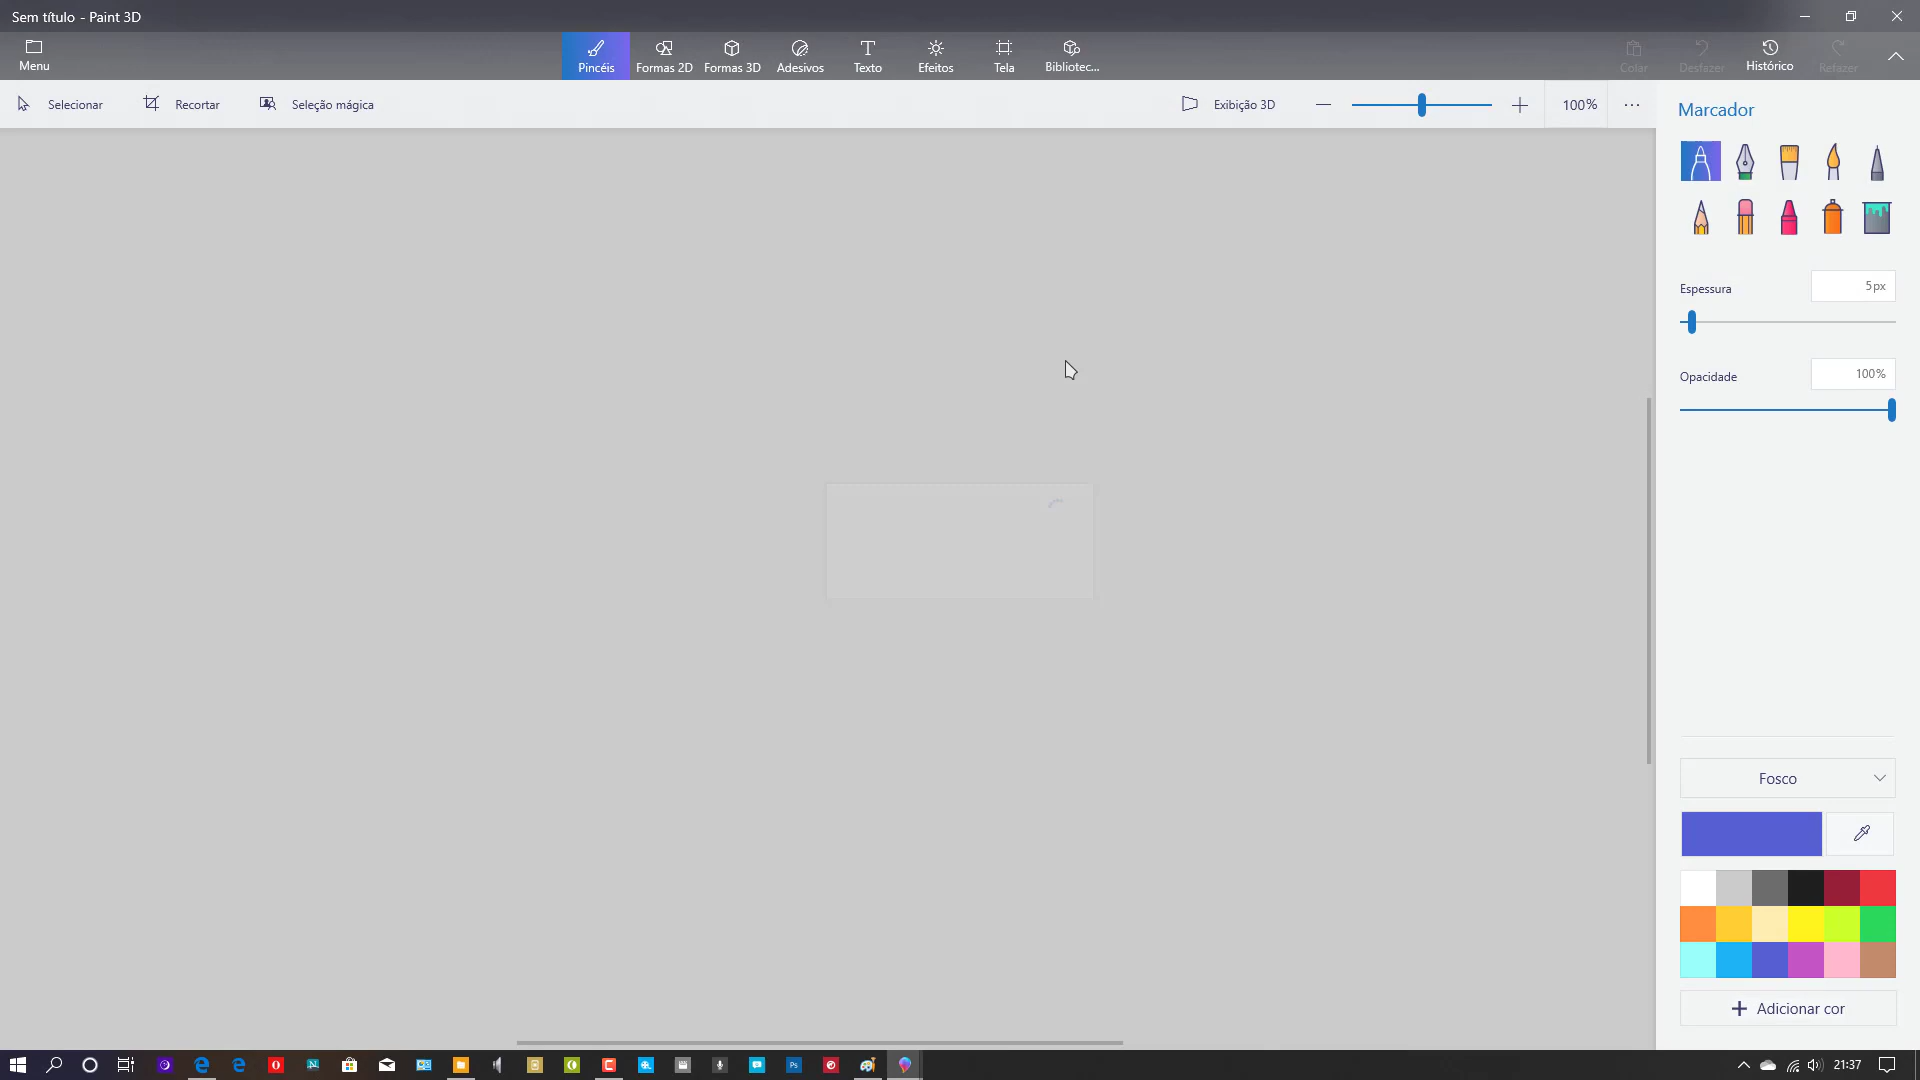 Sem título - Paint 3D
Menu
Pincéis
Formas 2D
Formas 3D
Adesivos
Texto
Efeitos
Tela
Bibliotec...
Colar
Desfazer
Histórico
Refazer
Selecionar
Recortar
Seleção mágica
Exibição 3D
100%
Marcador
Espessura
5px
Opacidade
100%
Fosco
Adicionar cor
21:37